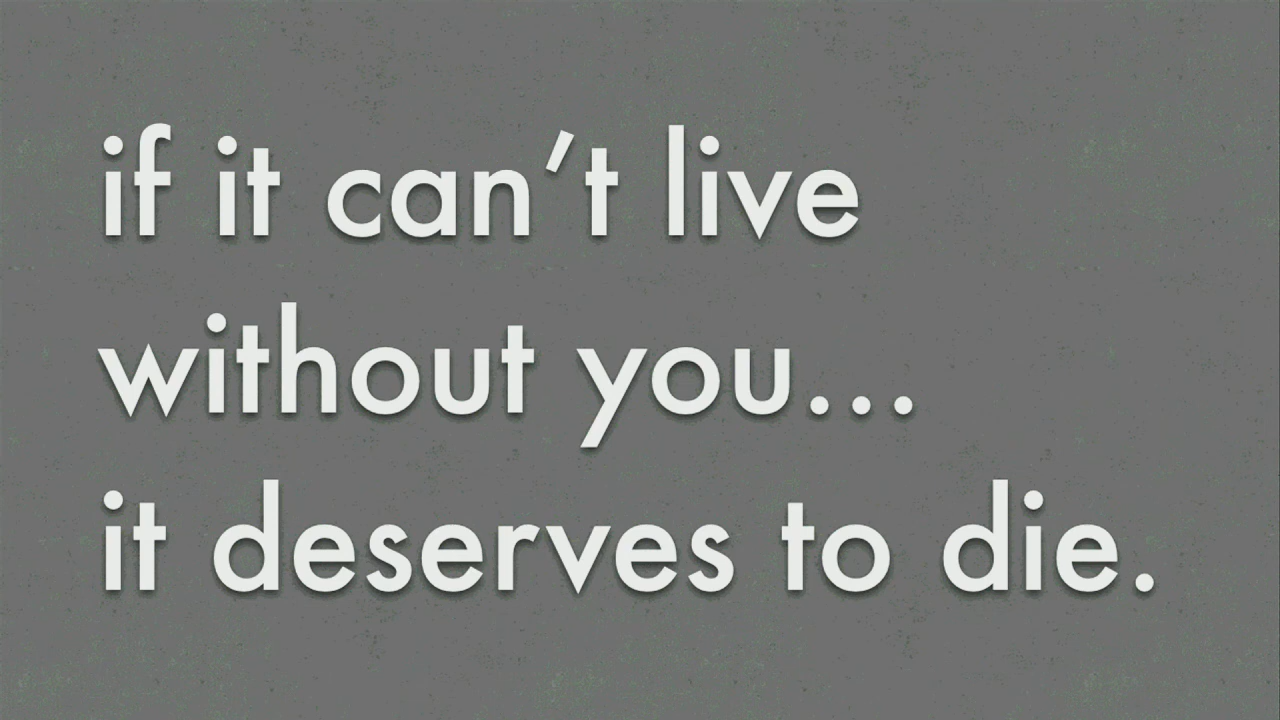 if it can’t live
without you...
it deserves to die.